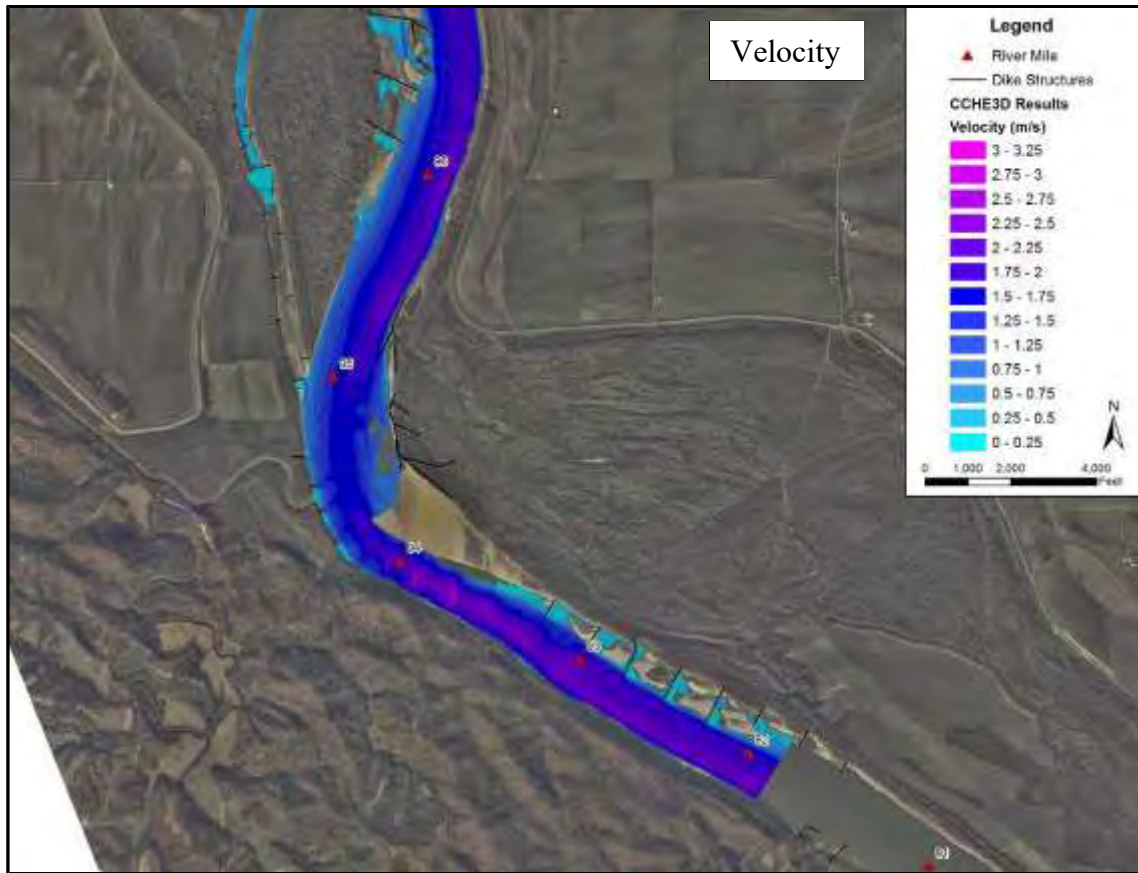 Velocity
Legend
River Mile
Dike Structures
CCHE3D Results
Velocity (m/s)
3 - 3.25
2.75 - 3
2.5 - 2.75
2.25 - 2.5
2 - 2.25
1.75 - 2
1.5 - 1.75
1.25 - 1.5
1 - 1.25
0.75 - 1
0.5 - 0.75
0.25 - 0.5
0 - 0.25
N
0 1,000 2,000 4,000
Feet